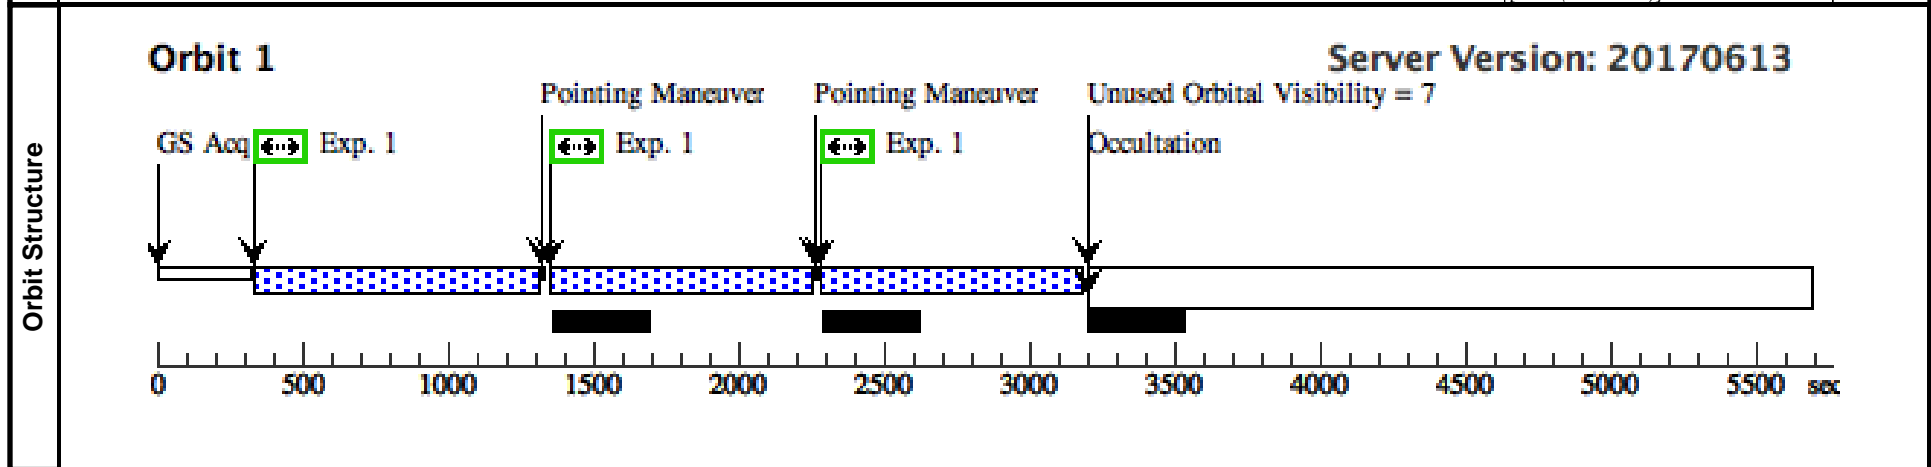 Orbit Structure
Orbit 1
Server Version: 20170613
Pointing Maneuver
Pointing Maneuver
Unused Orbital Visibility = 7
GS Acq
Exp. 1
Exp. 1
Exp. 1
Occultation
0 500 1000 1500 2000 2500 3000 3500 4000 4500 5000 5500 sec